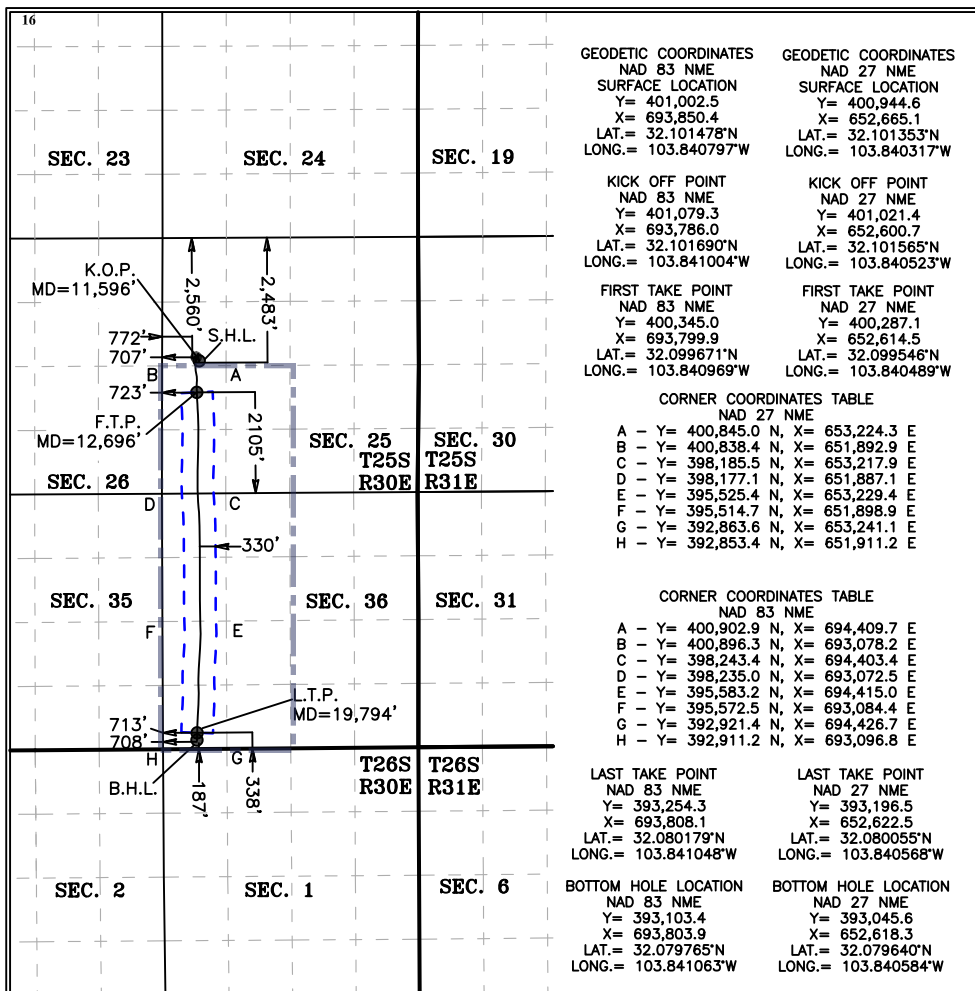 16
SEC. 23
SEC. 24
SEC. 19
K.O.P.
MD=11,596'
2,560'
2,483'
772'
S.H.L.
707'
B
A
723'
F.T.P.
MD=12,696'
2105'
SEC. 25
SEC. 30
T25S
T25S
R30E
R31E
SEC. 26
D
C
330'
SEC. 35
SEC. 36
SEC. 31
F
E
L.T.P.
MD=19,794'
713'
708'
H
G
B.H.L.
187'
338'
T26S
T26S
R30E
R31E
SEC. 2
SEC. 1
SEC. 6
GEODETIC COORDINATES
NAD 83 NME
SURFACE LOCATION
Y= 401,002.5
X= 693,850.4
LAT.= 32.101478°N
LONG.= 103.840797°W
GEODETIC COORDINATES
NAD 27 NME
SURFACE LOCATION
Y= 400,944.6
X= 652,665.1
LAT.= 32.101353°N
LONG.= 103.840317°W
KICK OFF POINT
NAD 83 NME
Y= 401,079.3
X= 693,786.0
LAT.= 32.101690°N
LONG.= 103.841004°W
KICK OFF POINT
NAD 27 NME
Y= 401,021.4
X= 652,600.7
LAT.= 32.101565°N
LONG.= 103.840523°W
FIRST TAKE POINT
NAD 83 NME
Y= 400,345.0
X= 693,799.9
LAT.= 32.099671°N
LONG.= 103.840969°W
FIRST TAKE POINT
NAD 27 NME
Y= 400,287.1
X= 652,614.5
LAT.= 32.099546°N
LONG.= 103.840489°W
CORNER COORDINATES TABLE
NAD 27 NME
A - Y= 400,845.0 N, X= 653,224.3 E
B - Y= 400,838.4 N, X= 651,892.9 E
C - Y= 398,185.5 N, X= 653,217.9 E
D - Y= 398,177.1 N, X= 651,887.1 E
E - Y= 395,525.4 N, X= 653,229.4 E
F - Y= 395,514.7 N, X= 651,898.9 E
G - Y= 392,863.6 N, X= 653,241.1 E
H - Y= 392,853.4 N, X= 651,911.2 E
CORNER COORDINATES TABLE
NAD 83 NME
A - Y= 400,902.9 N, X= 694,409.7 E
B - Y= 400,896.3 N, X= 693,078.2 E
C - Y= 398,243.4 N, X= 694,403.4 E
D - Y= 398,235.0 N, X= 693,072.5 E
E - Y= 395,583.2 N, X= 694,415.0 E
F - Y= 395,572.5 N, X= 693,084.4 E
G - Y= 392,921.4 N, X= 694,426.7 E
H - Y= 392,911.2 N, X= 693,096.8 E
LAST TAKE POINT
NAD 83 NME
Y= 393,254.3
X= 693,808.1
LAT.= 32.080179°N
LONG.= 103.841048°W
LAST TAKE POINT
NAD 27 NME
Y= 393,196.5
X= 652,622.5
LAT.= 32.080055°N
LONG.= 103.840568°W
BOTTOM HOLE LOCATION
NAD 83 NME
Y= 393,103.4
X= 693,803.9
LAT.= 32.079765°N
LONG.= 103.841063°W
BOTTOM HOLE LOCATION
NAD 27 NME
Y= 393,045.6
X= 652,618.3
LAT.= 32.079640°N
LONG.= 103.840584°W